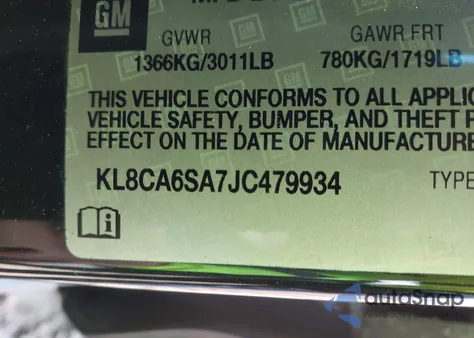 GM
GVWR GAWR FRT
1366KG/3011LB 780KG/1719LB
THIS VEHICLE CONFORMS TO ALL APPLIC
VEHICLE SAFETY, BUMPER, AND THEFT P
EFFECT ON THE DATE OF MANUFACTURE
KL8CA6SA7JC479934 TYPE
autoSnap